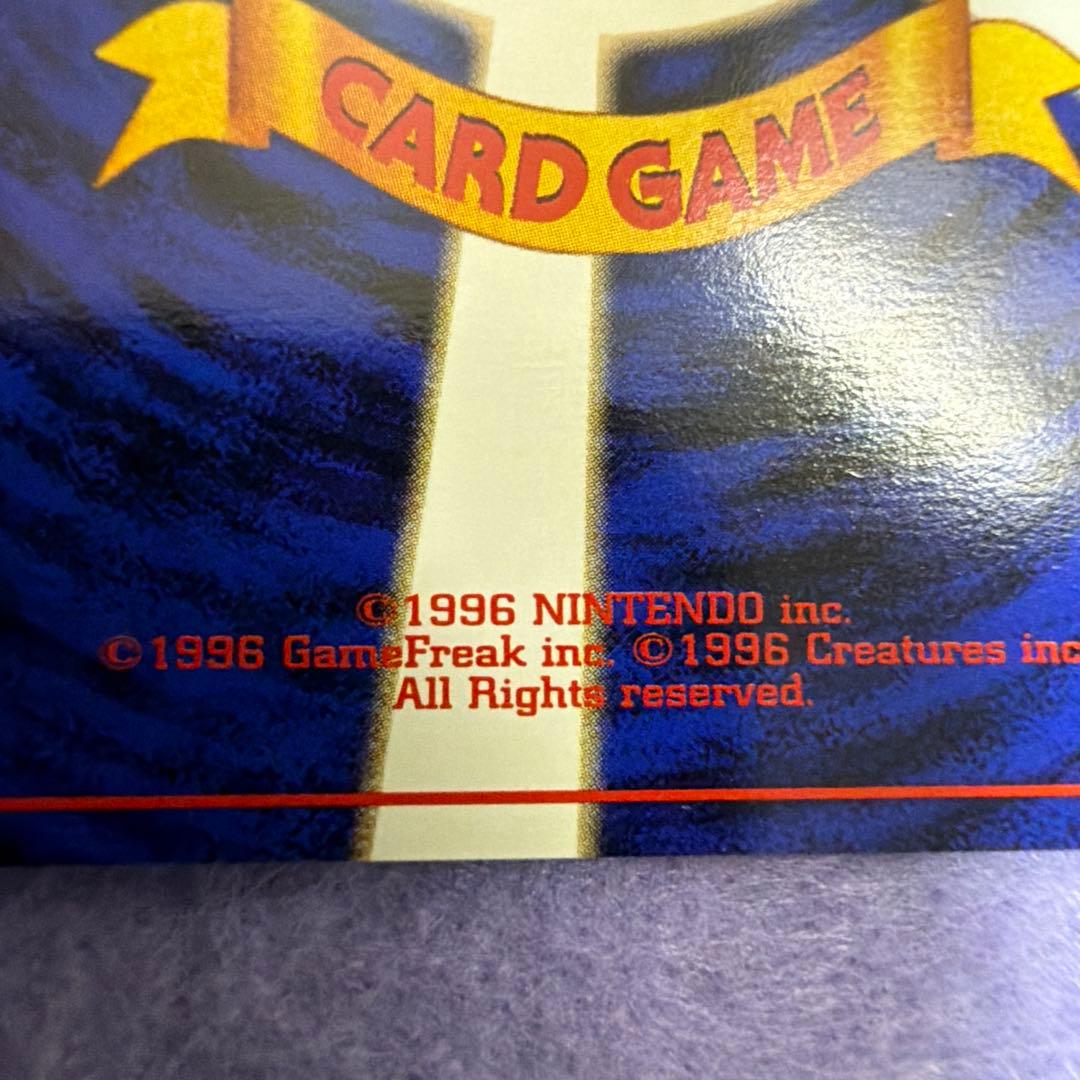 CARD GAME
©1996 NINTENDO inc.
©1996 GameFreak inc. ©1996 Creatures inc
All Rights reserved.